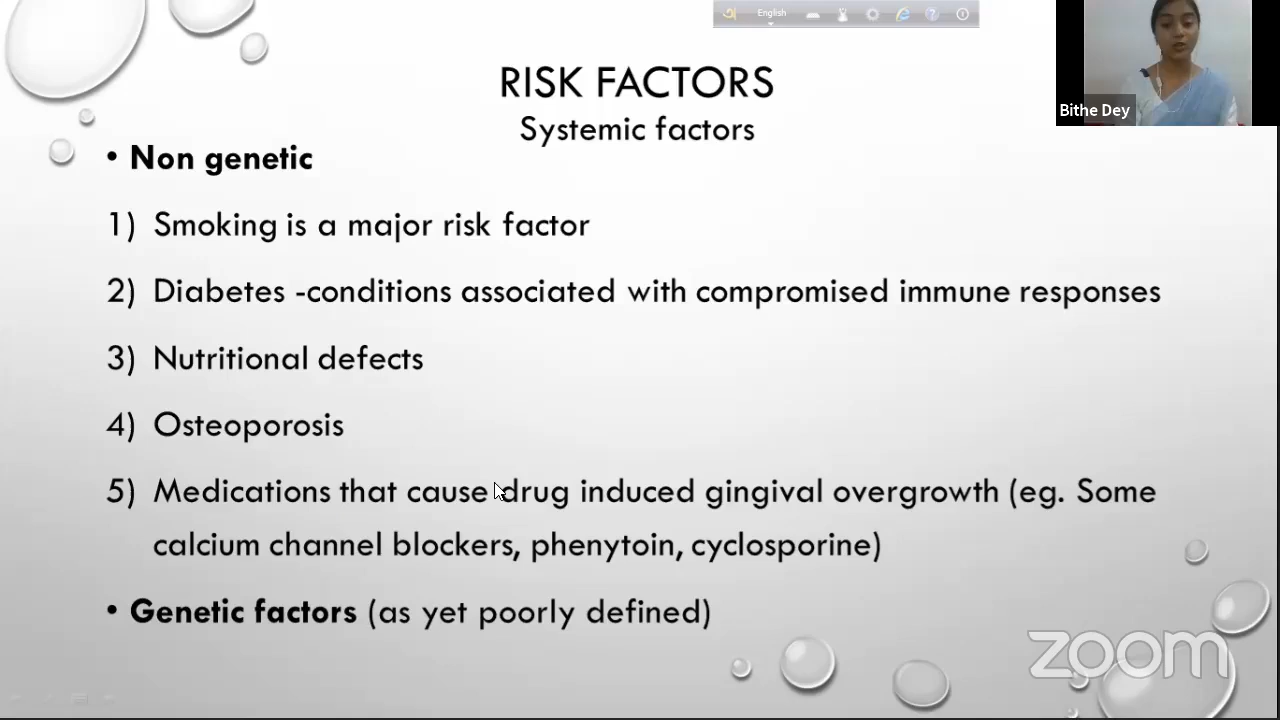 English
RISK FACTORS
Systemic factors
Bithe Dey
• Non genetic
1) Smoking is a major risk factor
2) Diabetes -conditions associated with compromised immune responses
3) Nutritional defects
4) Osteoporosis
5) Medications that cause drug induced gingival overgrowth (eg. Some
calcium channel blockers, phenytoin, cyclosporine)
• Genetic factors (as yet poorly defined)
zoom